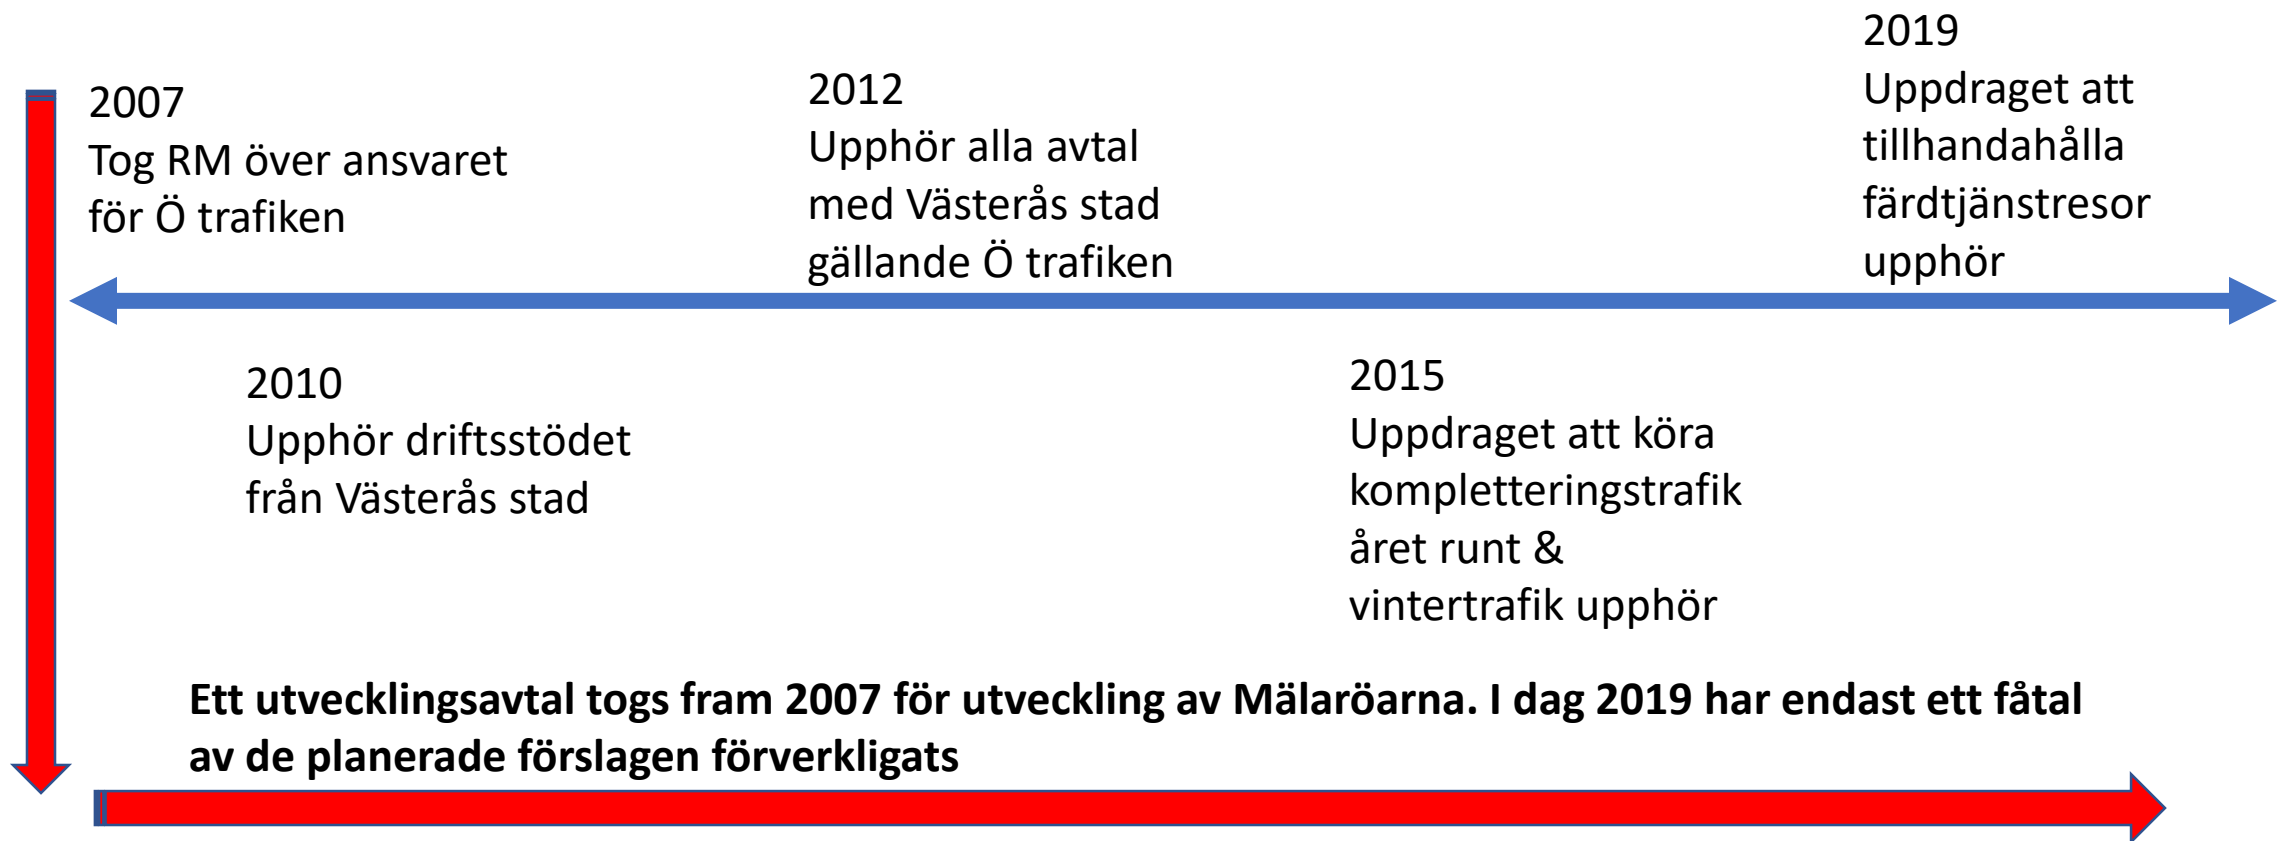 2007
Tog RM över ansvaret
för Ö trafiken
2012
Upphör alla avtal
med Västerås stad
gällande Ö trafiken
2019
Uppdraget att
tillhandahålla
färdtjänstresor
upphör
2010
Upphör driftsstödet
från Västerås stad
2015
Uppdraget att köra
kompletteringstrafik
året runt &
vintertrafik upphör
Ett utvecklingsavtal togs fram 2007 för utveckling av Mälaröarna. I dag 2019 har endast ett fåtal
av de planerade förslagen förverkligats